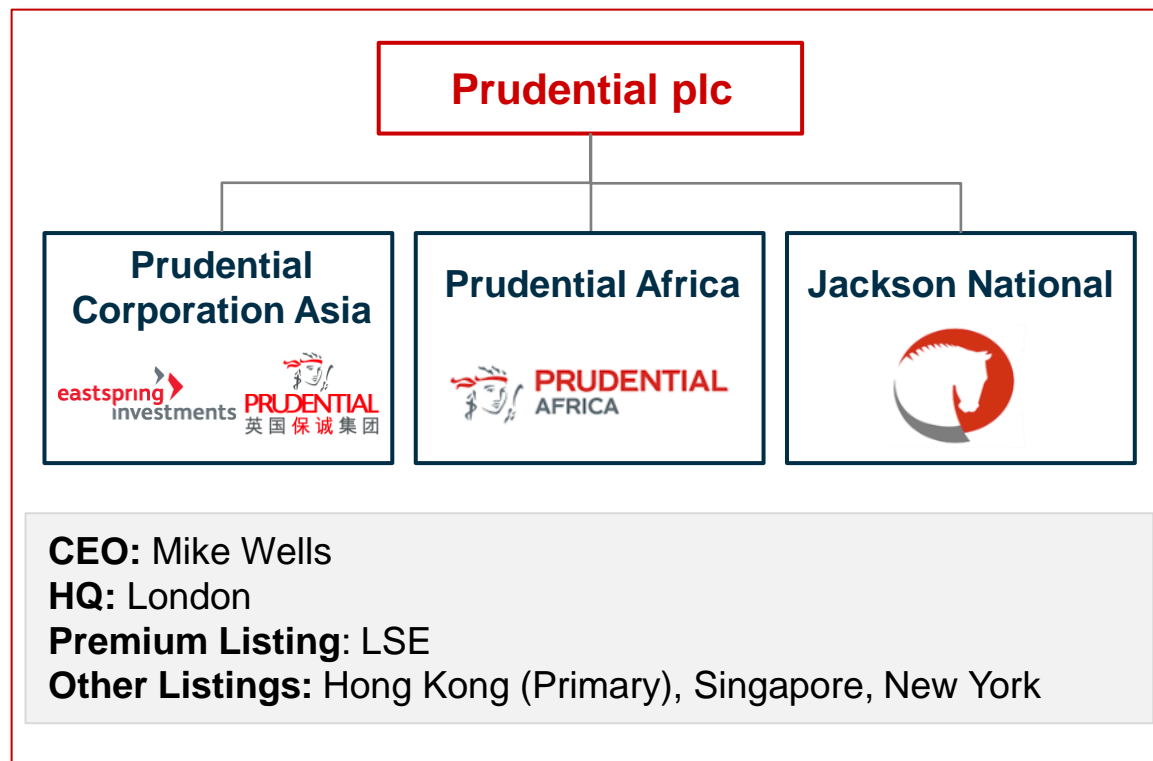 Prudential plc
Prudential
Corporation Asia
eastspring
investments
PRUDENTIAL
英国保诚集团
Prudential Africa
PRUDENTIAL
AFRICA
Jackson National
CEO: Mike Wells
HQ: London
Premium Listing: LSE
Other Listings: Hong Kong (Primary), Singapore, New York